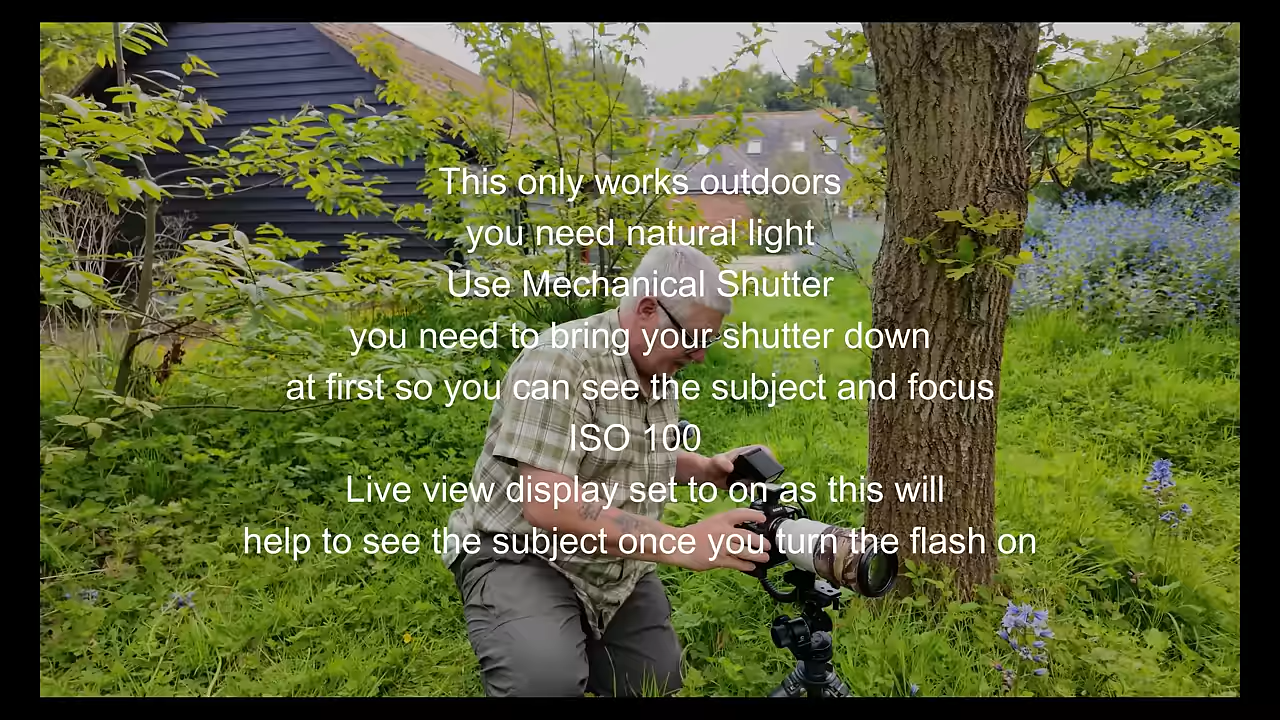 This only works outdoors
you need natural light
Use Mechanical Shutter
you need to bring your shutter down
at first so you can see the subject and focus
ISO 100
Live view display set to on as this will
help to see the subject once you turn the flash on